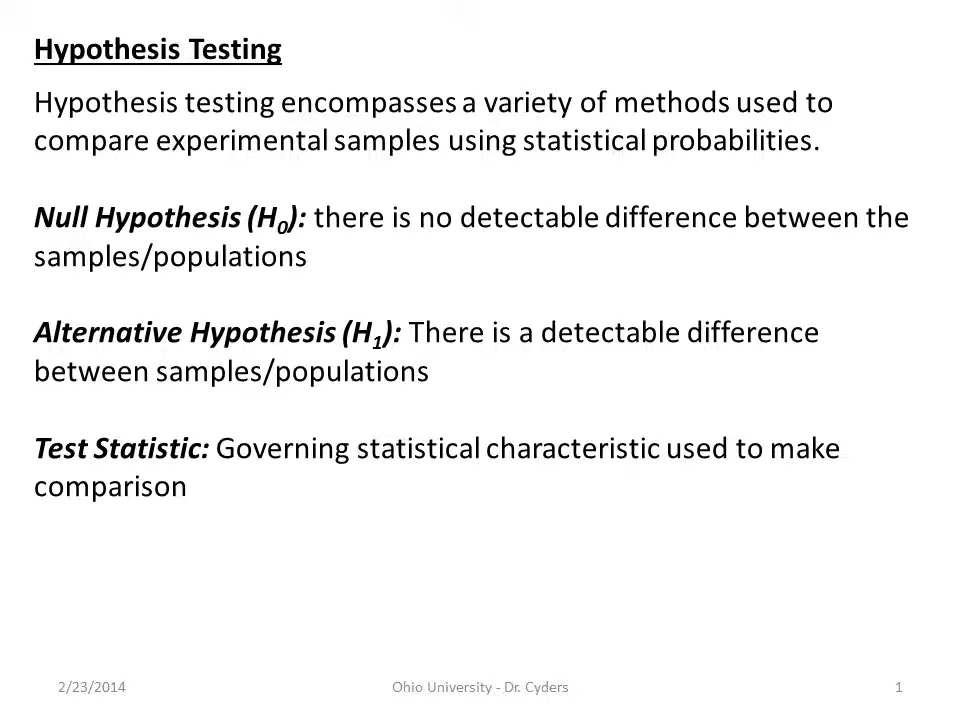 Hypothesis Testing
Hypothesis testing encompasses a variety of methods used to
compare experimental samples using statistical probabilities.
Null Hypothesis (H0): there is no detectable difference between the
samples/populations
Alternative Hypothesis (H1): There is a detectable difference
between samples/populations
Test Statistic: Governing statistical characteristic used to make
comparison
2/23/2014
Ohio University - Dr. Cyders
1